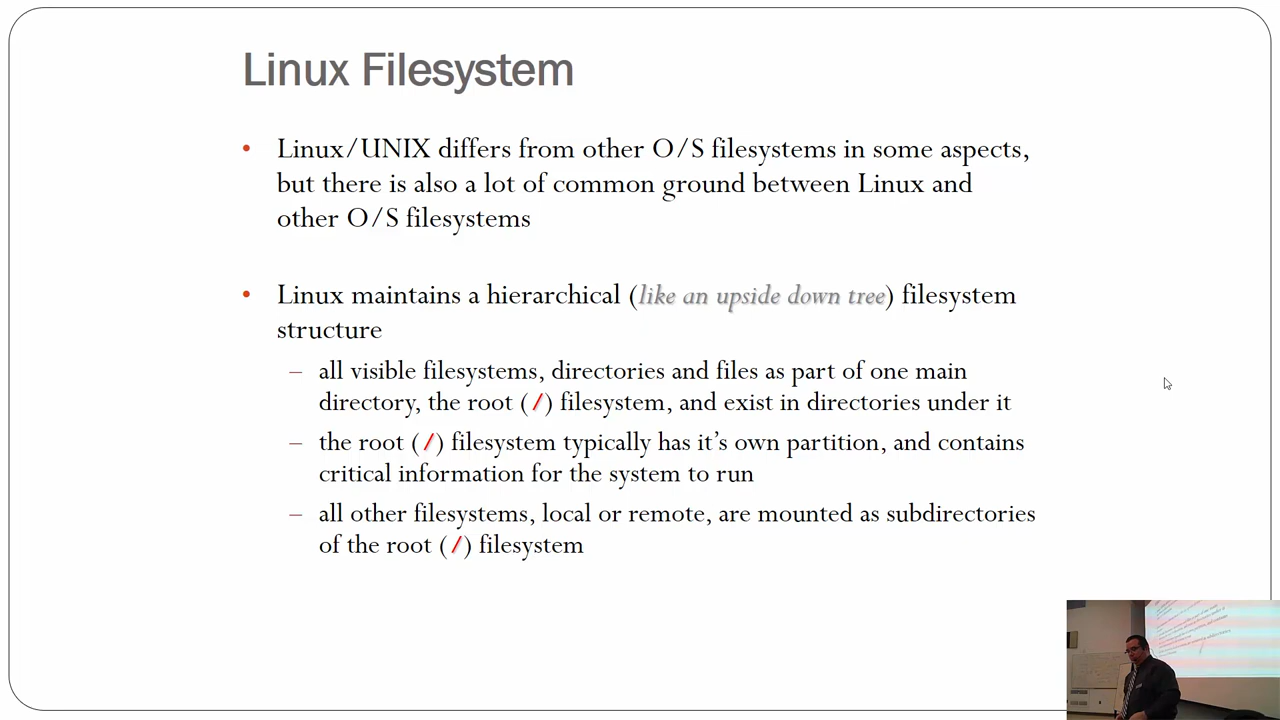 Linux Filesystem
• Linux/UNIX differs from other O/S filesystems in some aspects,
but there is also a lot of common ground between Linux and
other O/S filesystems
• Linux maintains a hierarchical (like an upside down tree) filesystem
structure
– all visible filesystems, directories and files as part of one main
directory, the root (/) filesystem, and exist in directories under it
– the root (/) filesystem typically has it's own partition, and contains
critical information for the system to run
– all other filesystems, local or remote, are mounted as subdirectories
of the root (/) filesystem